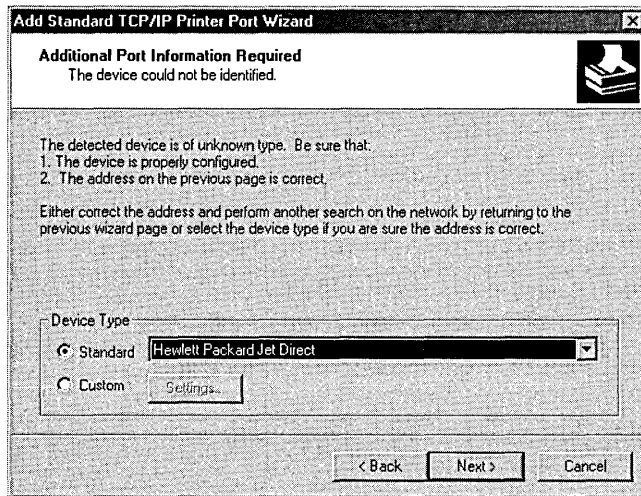 Add Standard TCP/IP Printer Port Wizard
Additional Port Information Required
The device could not be identified.
The detected device is of unknown type. Be sure that:
1. The device is properly configured.
2. The address on the previous page is correct.
Either correct the address and perform another search on the network by returning to the
previous wizard page or select the device type if you are sure the address is correct.
Device Type
Standard Hewlett Packard Jet Direct
Custom Settings...
< Back Next > Cancel